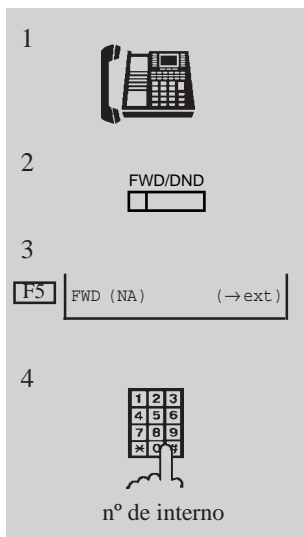 1
2
FWD/DND
3
F5 FWD (NA) (→ext)
4
1 2 3
4 5 6
7 8 9
* 0 #
nº de interno